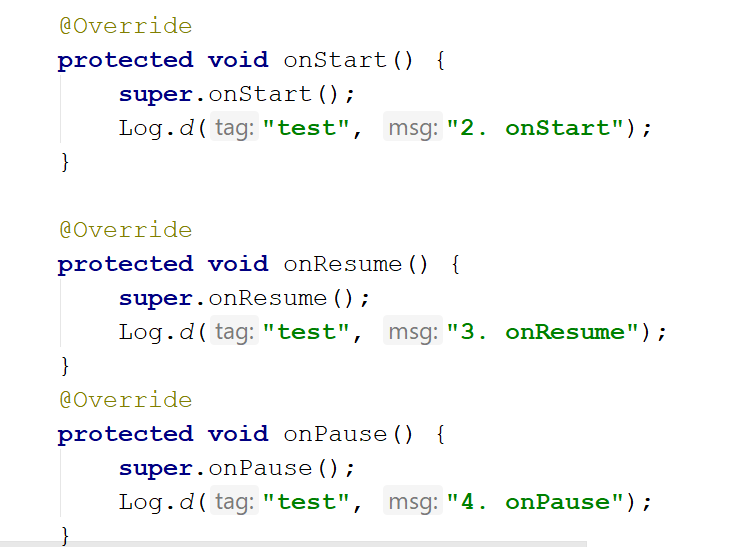 @Override
protected void onStart() {
super.onStart();
Log.d( tag: "test", msg: "2. onStart");
}
@Override
protected void onResume() {
super.onResume();
Log.d( tag: "test", msg: "3. onResume");
}
@Override
protected void onPause() {
super.onPause();
Log.d( tag: "test", msg: "4. onPause");
}